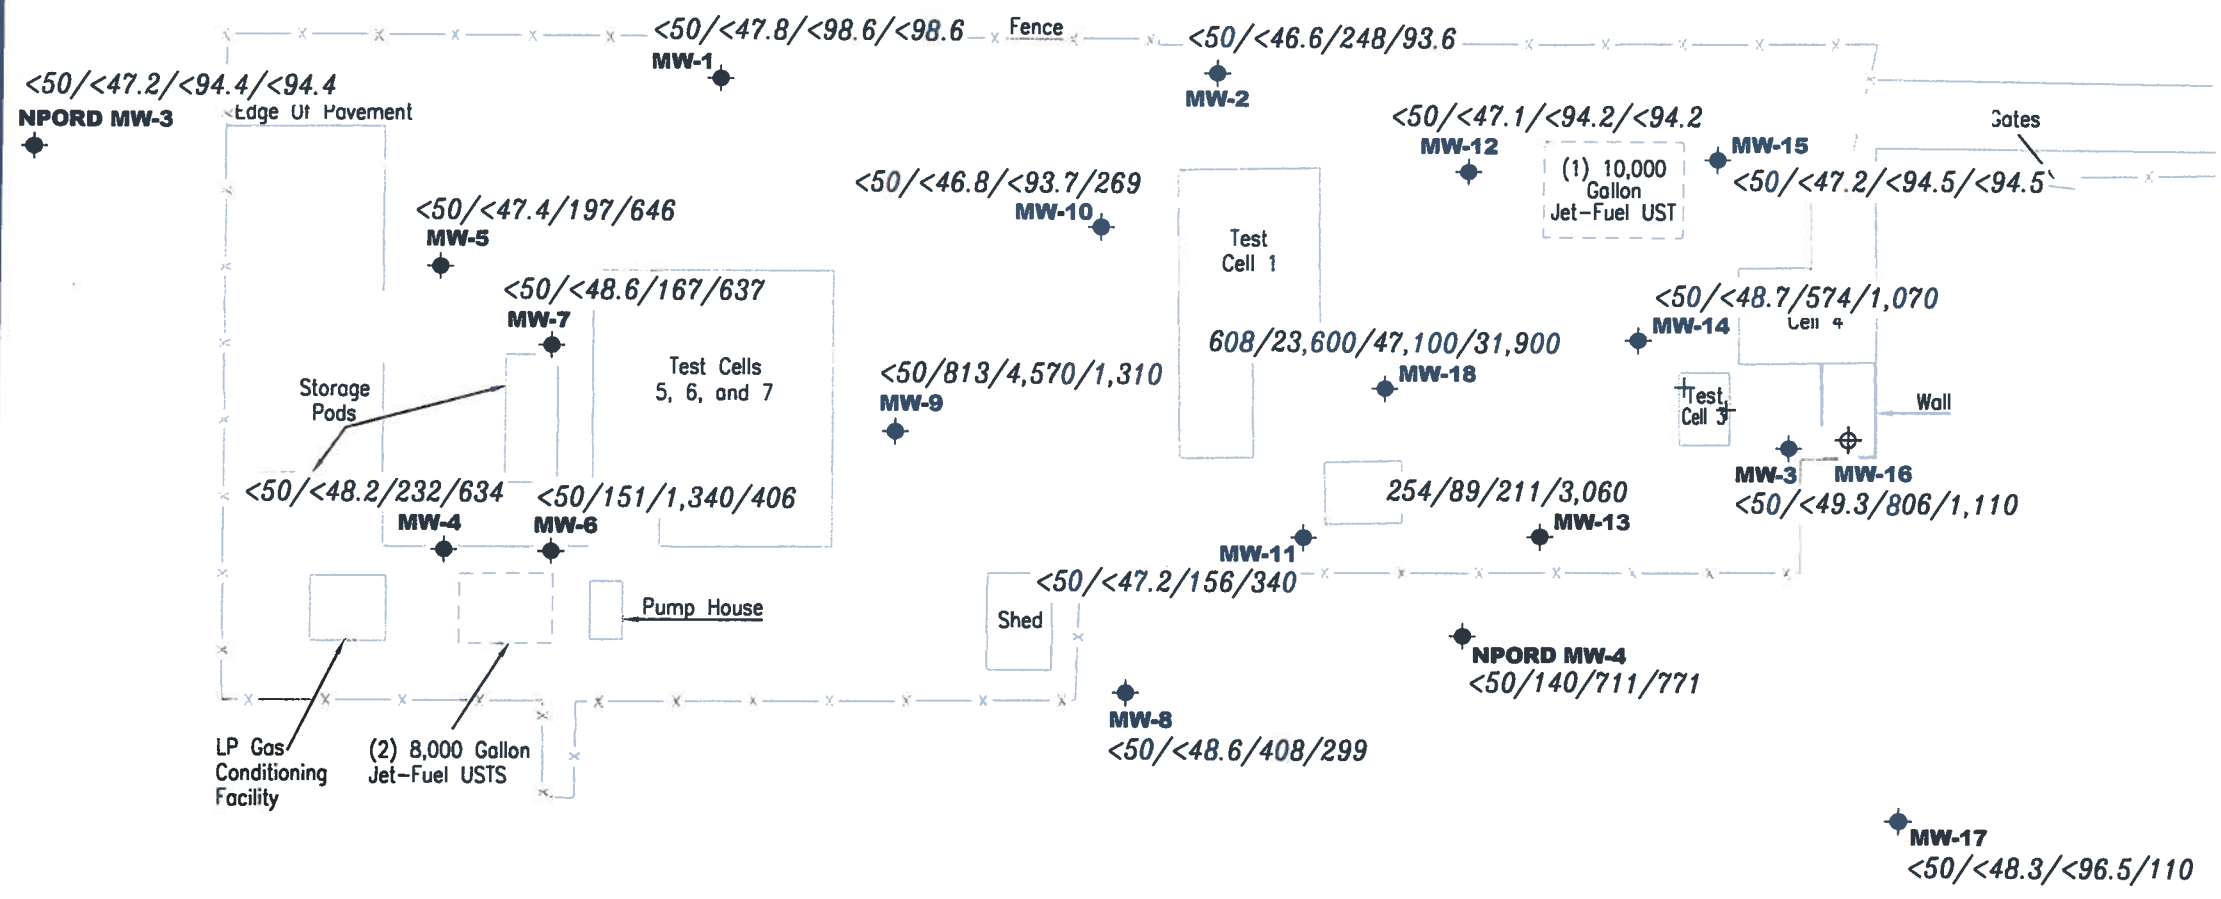 <50/<47.8/<98.6/<98.6
Fence
<50/<46.6/248/93.6
MW-1
<50/<47.2/<94.4/<94.4
MW-2
NPORD MW-3
Edge Of Pavement
<50/<47.1/<94.2/<94.2
Gates
MW-12
MW-15
(1) 10,000
Gallon
Jet-Fuel UST
<50/<46.8/<93.7/269
<50/<47.2/<94.5/<94.5
<50/<47.4/197/646
MW-10
MW-5
Test
Cell 1
<50/<48.6/167/637
MW-7
<50/<48.7/574/1,070
Cell 4
MW-14
608/23,600/47,100/31,900
MW-18
Test Cells
5, 6, and 7
<50/813/4,570/1,310
MW-9
Storage
Pods
Test
Cell 3
Wall
MW-3
MW-16
<50/<49.3/806/1,110
<50/<48.2/232/634
MW-4
<50/151/1,340/406
MW-6
254/89/211/3,060
MW-13
MW-11
<50/<47.2/156/340
Pump House
Shed
NPORD MW-4
<50/140/711/771
MW-8
<50/<48.6/408/299
LP Gas
Conditioning
Facility
(2) 8,000 Gallon
Jet-Fuel USTS
MW-17
<50/<48.3/<96.5/110